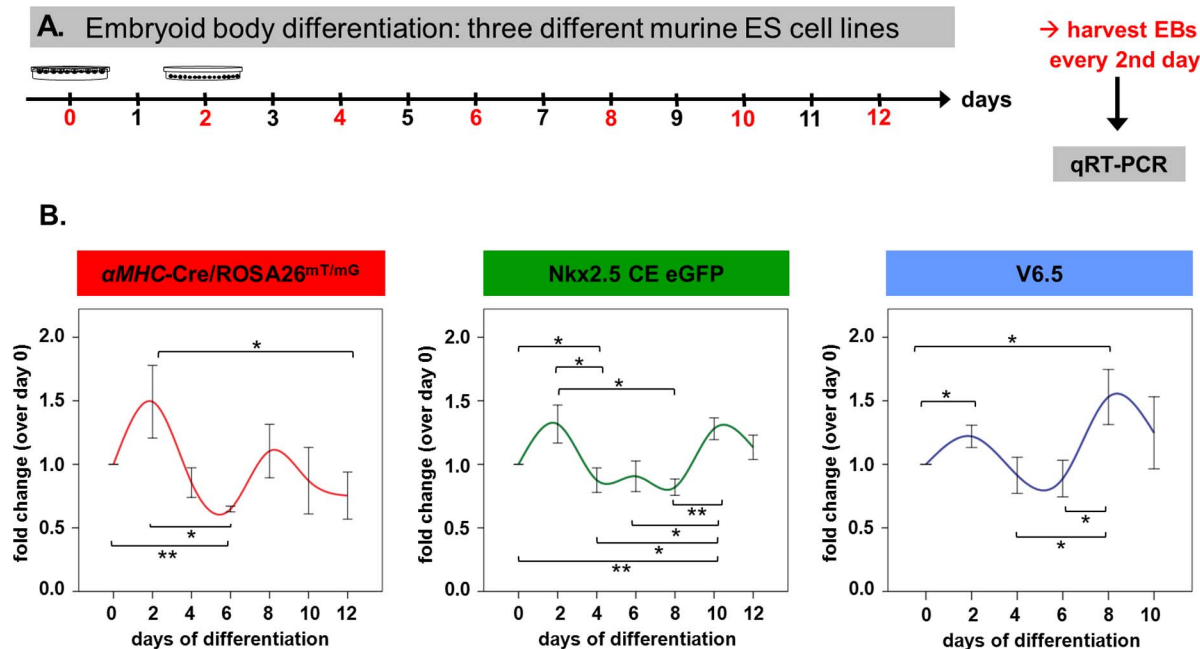 A. Embryoid body differentiation: three different murine ES cell lines
→ harvest EBs
every 2nd day
0 1 2 3 4 5 6 7 8 9 10 11 12 days
qRT-PCR
B.
αMHC-Cre/ROSA26mT/mG
fold change (over day 0)
2.0
1.5
1.0
0.5
0.0
*
*
**
0 2 4 6 8 10 12
days of differentiation
Nkx2.5 CE eGFP
fold change (over day 0)
2.0
1.5
1.0
0.5
0.0
*
*
*
**
*
*
**
0 2 4 6 8 10 12
days of differentiation
V6.5
fold change (over day 0)
2.0
1.5
1.0
0.5
0.0
*
*
*
*
0 2 4 6 8 10
days of differentiation